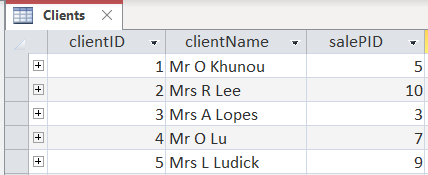 Clients
clientID clientName salePID
1 Mr O Khunou 5
2 Mrs R Lee 10
3 Mrs A Lopes 3
4 Mr O Lu 7
5 Mrs L Ludick 9